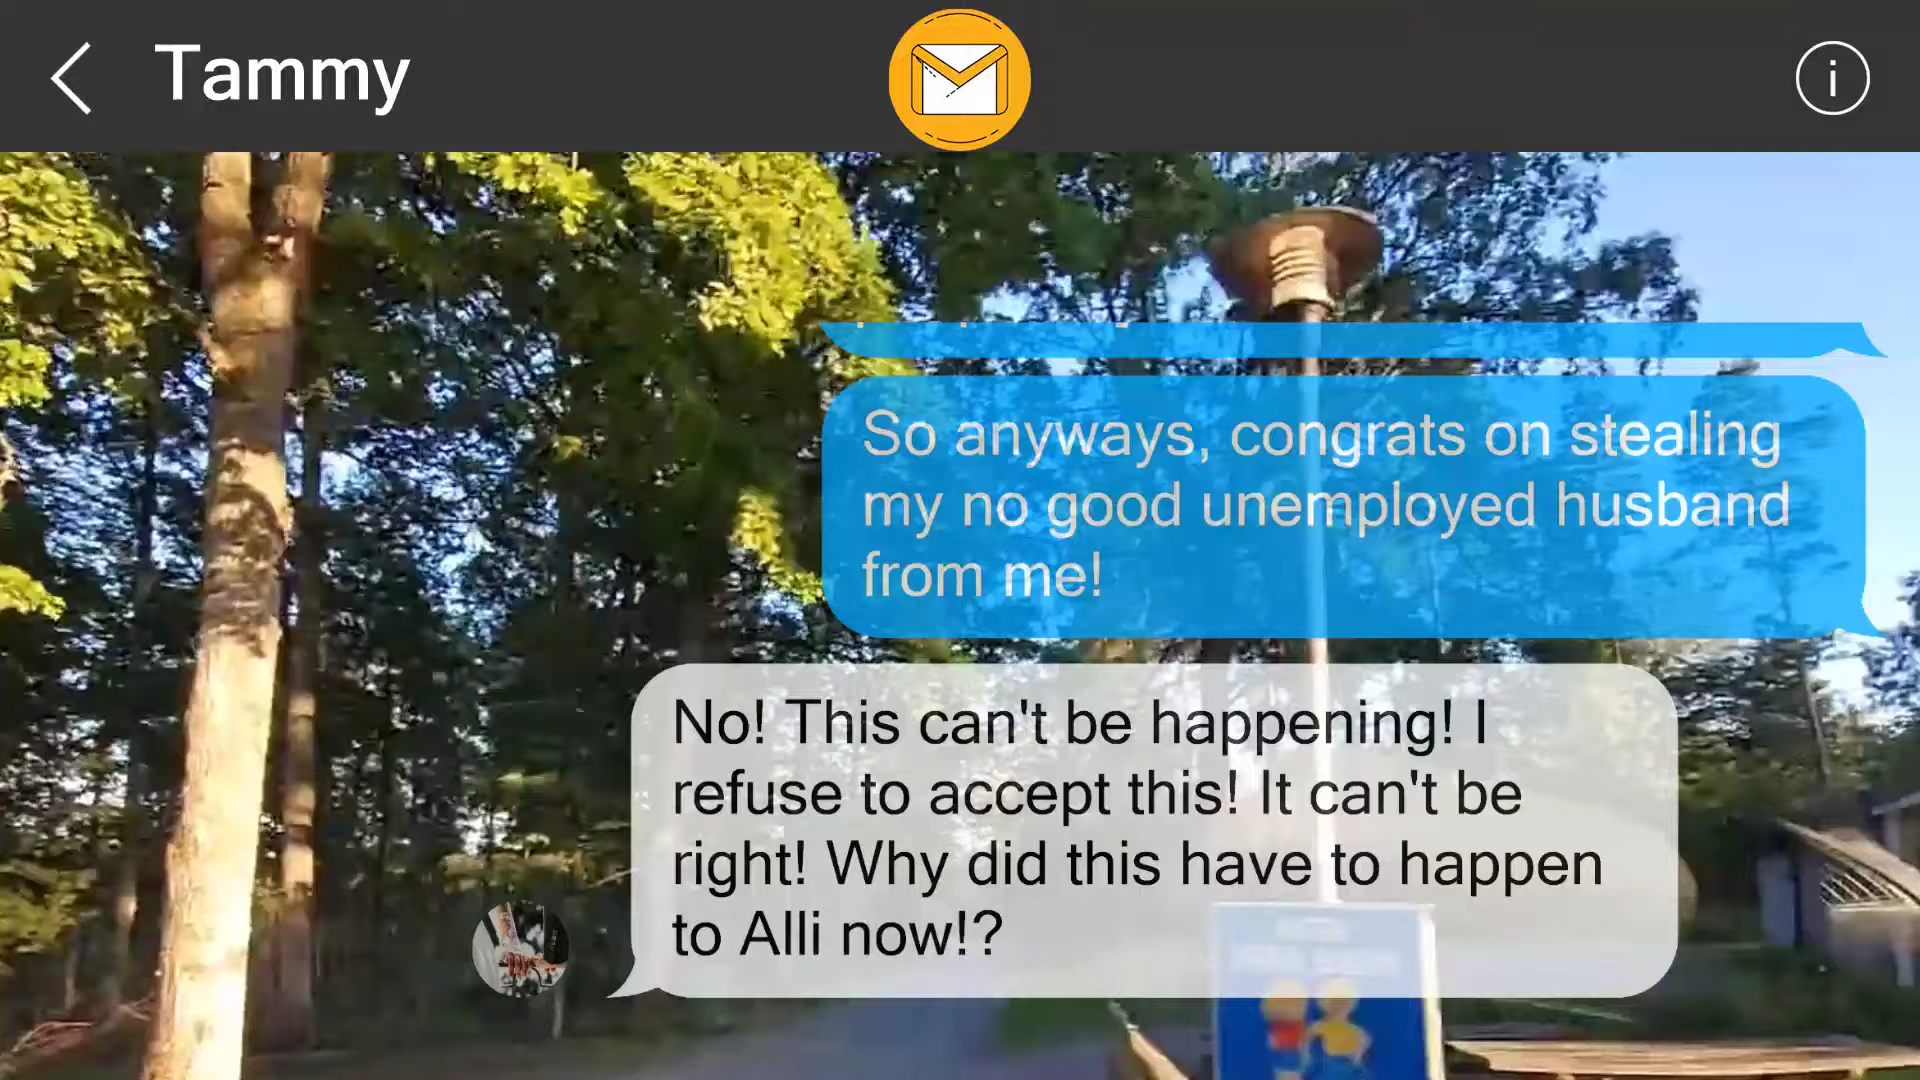 Tammy
So anyways, congrats on stealing
my no good unemployed husband
from me!
No! This can't be happening! I
refuse to accept this! It can't be
right! Why did this have to happen
to Alli now!?